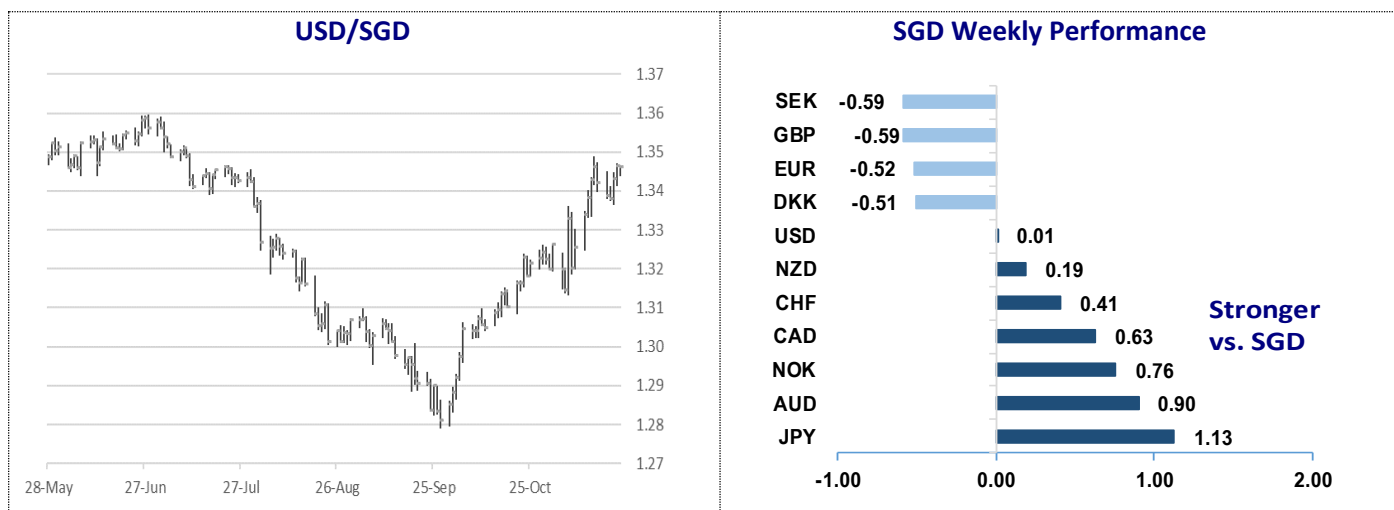 USD/SGD
1.37
1.36
1.35
1.34
1.33
1.32
1.31
1.30
1.29
1.28
1.27
28-May 27-Jun 27-Jul 26-Aug 25-Sep 25-Oct
SGD Weekly Performance
SEK -0.59
GBP -0.59
EUR -0.52
DKK -0.51
USD 0.01
NZD 0.19
CHF 0.41
CAD 0.63
NOK 0.76
AUD 0.90
JPY 1.13
Stronger
vs. SGD
-1.00 0.00 1.00 2.00